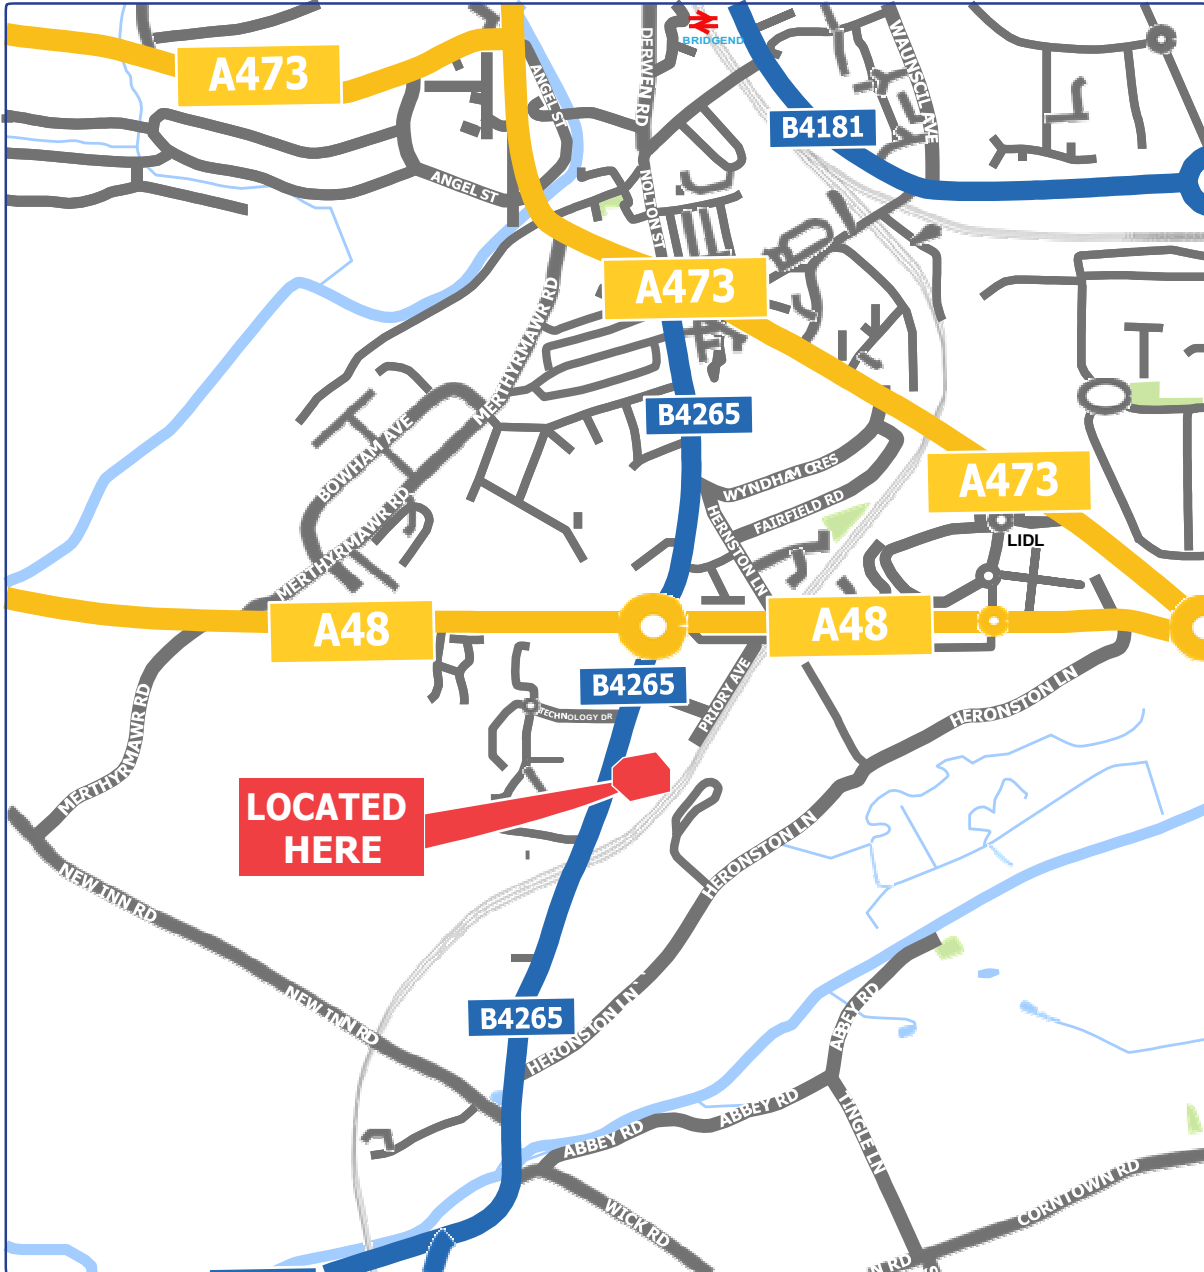 BRIDGEND
DERWEN RD
WAUNSCIL AVE
A473
ANGEL ST
B4181
ANGEL ST
NOLTON ST
A473
MERTHYRMAWR RD
B4265
BOWHAM AVE
WYNDHAM CRES
A473
FAIRFIELD RD
HERNSTON LN
LIDL
MERTHYRMAWR RD
A48
A48
B4265
PRIORY AVE
HERONSTON LN
TECHNOLOGY DR
MERTHYRMAWR RD
LOCATED
HERE
HERONSTON LN
NEW INN RD
NEW INN RD
B4265
HERONSTON LN
ABBEY RD
ABBEY RD
ABBEY RD
TINGLE LN
WICK RD
CORNTOWN RD
N RD